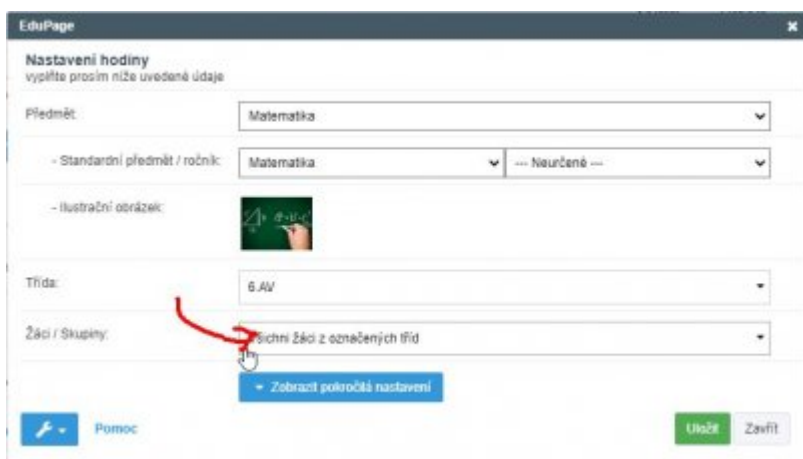 EduPage
Nastavení hodiny
vyplňte prosím níže uvedené údaje
Předmět: Matematika
- Standardní předmět / ročník: Matematika --- Neurčené ---
- Ilustrační obrázek:
Třída: 6.AV
Žáci / Skupiny: šichni žáci z označených tříd
Zobrazit pokročilá nastavení
Pomoc Uložit Zavřít